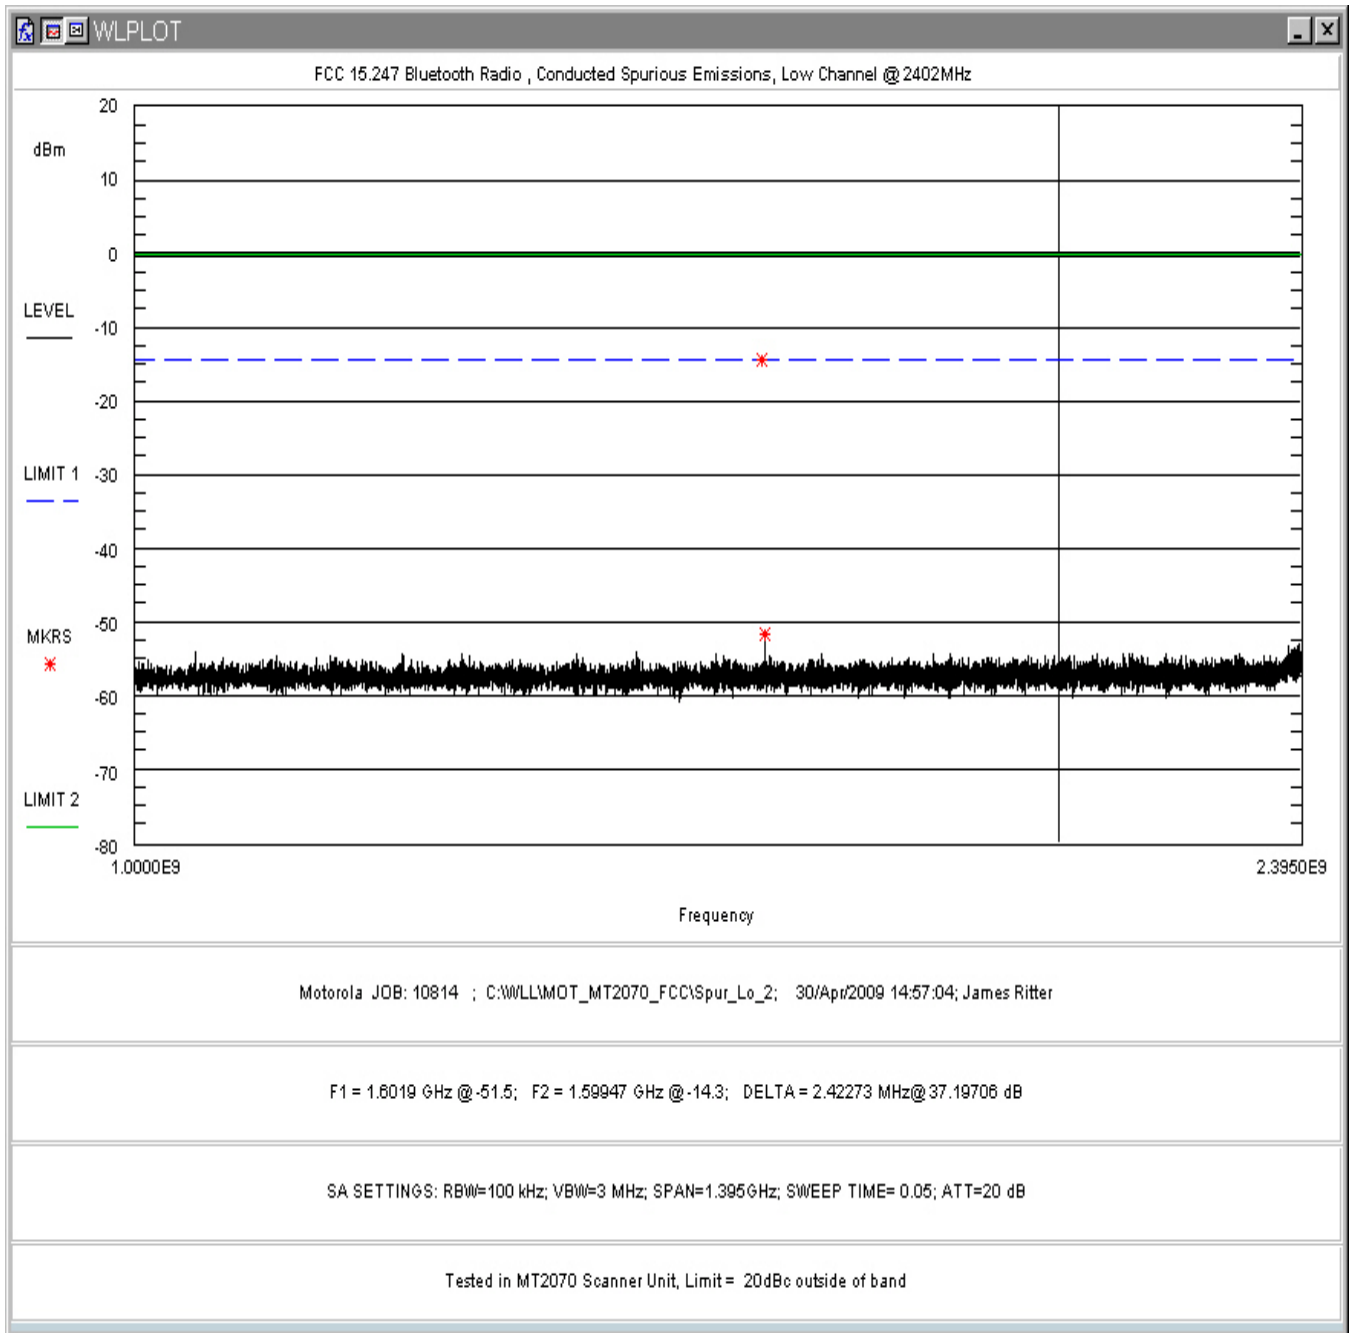 WLPLOT
FCC 15.247 Bluetooth Radio , Conducted Spurious Emissions, Low Channel @ 2402MHz
20
dBm
10
0
LEVEL
-10
-20
LIMIT 1
-30
-40
-50
MKRS
-60
-70
LIMIT 2
-80
1.0000E9
2.3950E9
Frequency
Motorola JOB: 10814 ; C:\WLL\MOT_MT2070_FCC\Spur_Lo_2; 30/Apr/2009 14:57:04; James Ritter
F1 = 1.6019 GHz @ -51.5; F2 = 1.59947 GHz @ -14.3; DELTA = 2.42273 MHz@ 37.19706 dB
SA SETTINGS: RBW=100 kHz; VBW=3 MHz; SPAN=1.395GHz; SWEEP TIME= 0.05; ATT=20 dB
Tested in MT2070 Scanner Unit, Limit = 20dBc outside of band